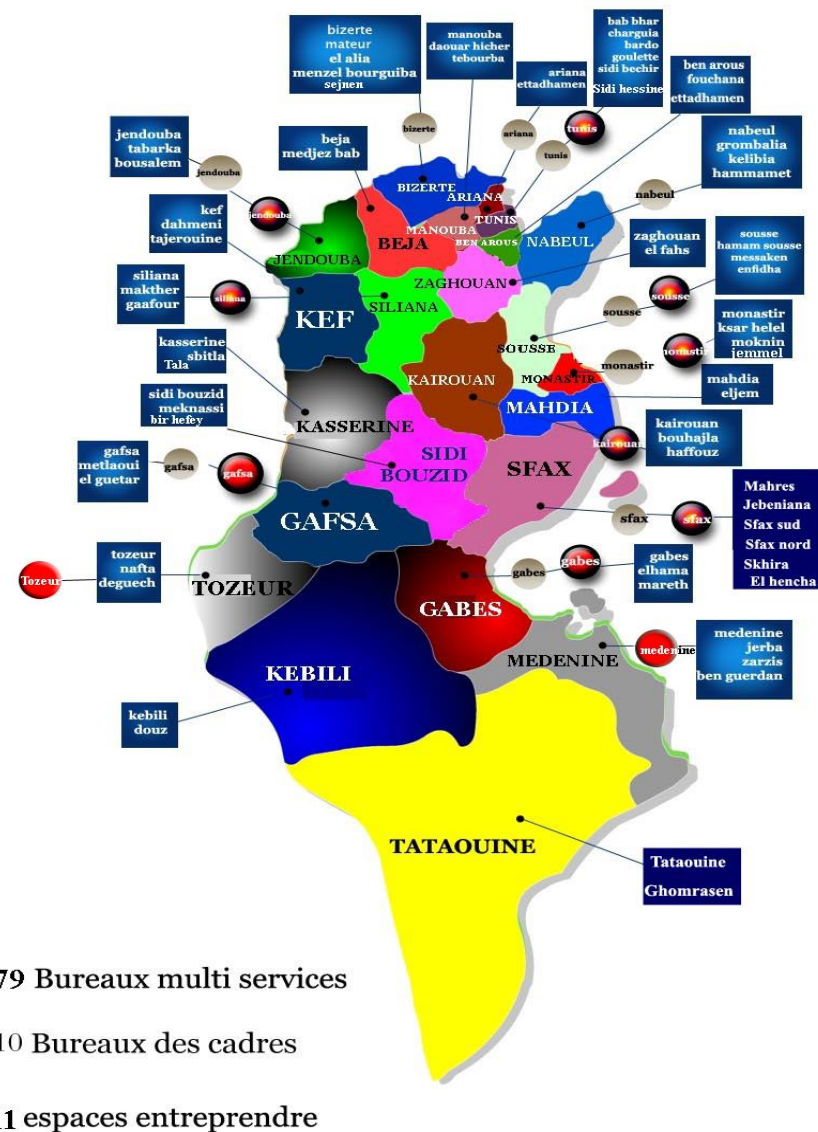 bizerte
mateur
el alia
menzel bourguiba
sejnen
manouba
daouar hicher
tebourba
ariana
ettadhamen
bab bhar
charguia
bardo
goulette
sidi bechir
Sidi hessine
ben arous
fouchana
ettadhamen
jendouba
tabarka
bousalem
beja
medjez bab
bizerte
ariana
tunis
tunis
nabeul
grombalia
kelibia
hammamet
jendouba
jendouba
nabeul
kef
dahmeni
tajerouine
zaghouan
el fahs
siliana
makther
gaafour
siliana
sousse
hamam sousse
messaken
enfidha
sousse
sousse
kasserine
sbitla
Tala
monastir
ksar helel
moknin
jemmel
monastir
mahdia
eljem
sidi bouzid
meknassi
bir hefey
kairouan
bouhajla
haffouz
kairouan
gafsa
metlaoui
el guetar
gafsa
gafsa
Mahres
Jebeniana
Sfax sud
Sfax nord
Skhira
El hencha
sfax
sfax
Tozeur
tozeur
nafta
deguech
gabes
gabes
gabes
elhama
mareth
medenine
medenine
jerba
zarzis
ben guerdan
kebili
douz
Tataouine
Ghomrasen
BIZERTE
ARIANA
TUNIS
MANOUBA
BEN AROUS
BEJA
NABEUL
JENDOUBA
ZAGHOUAN
SILIANA
KEF
SOUSSE
KAIROUAN
MONASTIR
MAHDIA
KASSERINE
SIDI
BOUZID
SFAX
GAFSA
TOZEUR
GABES
MEDENINE
KEBILI
TATAOUINE
79 Bureaux multi services
10 Bureaux des cadres
11 espaces entreprendre